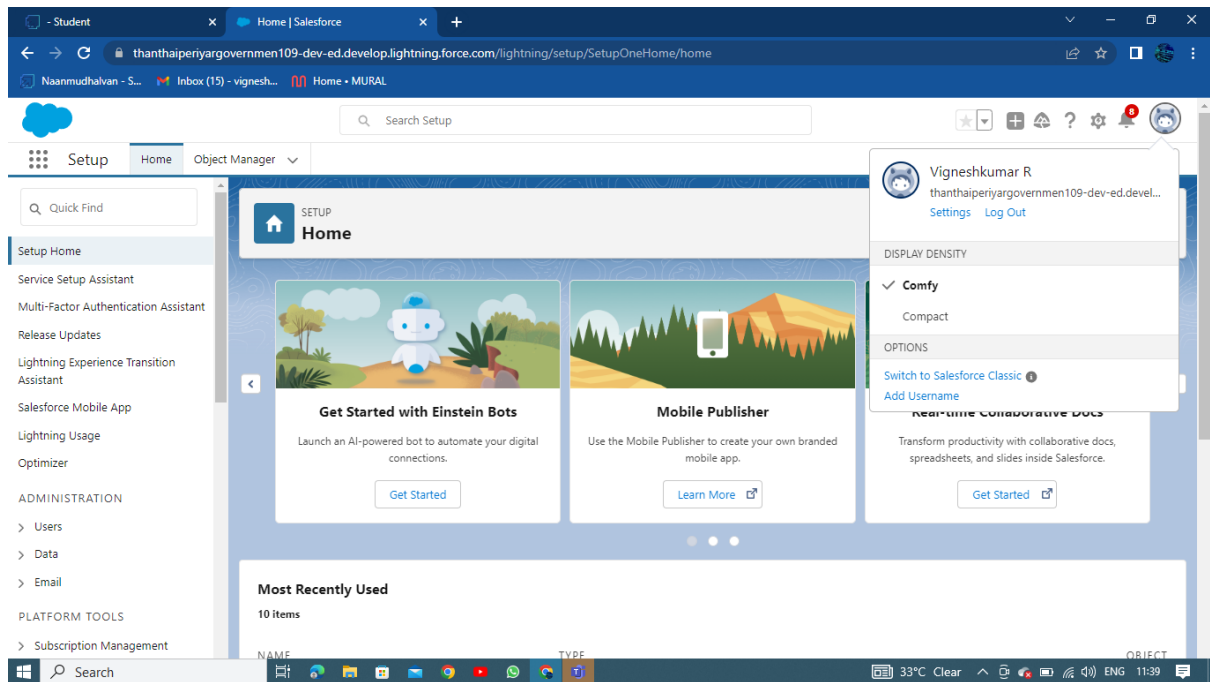 - Student
Home | Salesforce
thanthaiperiyargovernmen109-dev-ed.develop.lightning.force.com/lightning/setup/SetupOneHome/home
Naanmudhalvan - S...
Inbox (15) - vignesh...
Home • MURAL
Search Setup
8
Setup
Home
Object Manager
Vigneshkumar R
thanthaiperiyargovernmen109-dev-ed.devel...
Settings
Log Out
DISPLAY DENSITY
Comfy
Compact
OPTIONS
Switch to Salesforce Classic
Add Username
Quick Find
Setup Home
Service Setup Assistant
Multi-Factor Authentication Assistant
Release Updates
Lightning Experience Transition
Assistant
Salesforce Mobile App
Lightning Usage
Optimizer
ADMINISTRATION
Users
Data
Email
PLATFORM TOOLS
Subscription Management
SETUP
Home
Get Started with Einstein Bots
Launch an AI-powered bot to automate your digital
connections.
Get Started
Mobile Publisher
Use the Mobile Publisher to create your own branded
mobile app.
Learn More
Real-time Collaborative Docs
Transform productivity with collaborative docs,
spreadsheets, and slides inside Salesforce.
Get Started
Most Recently Used
10 items
NAME
TYPE
OBJECT
Search
33°C Clear
ENG
11:39